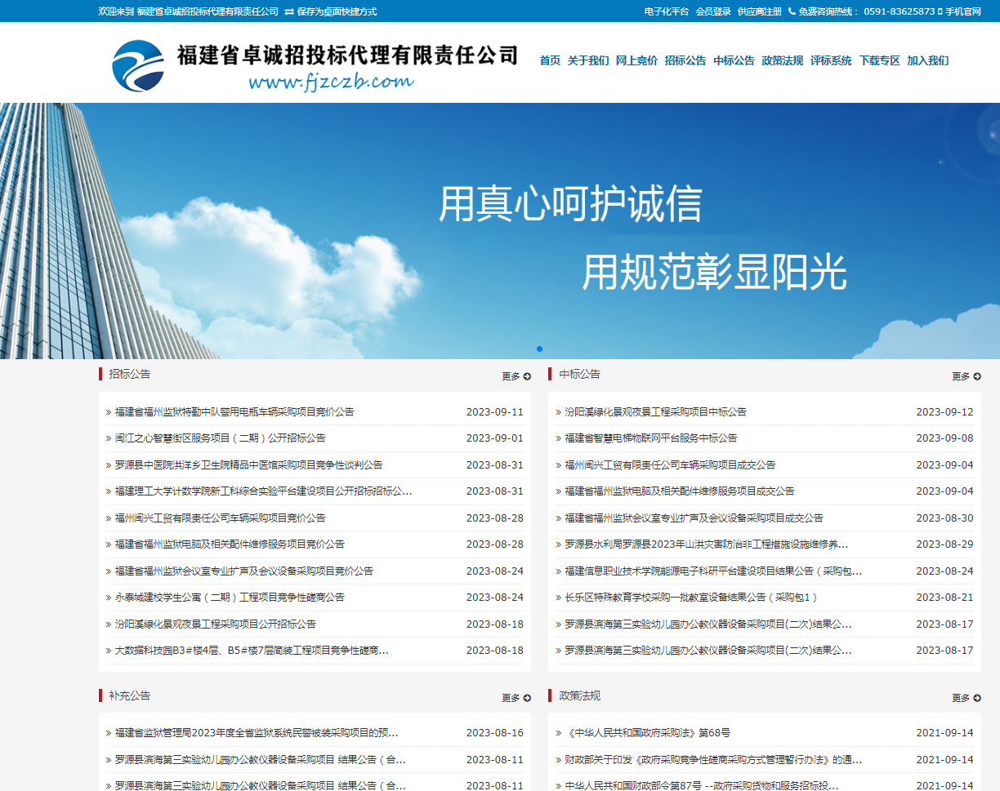 欢迎来到 福建省卓诚招投标代理有限责任公司 保存为桌面快捷方式
电子化平台 会员登录 供应商注册 免费咨询热线： 0591-83625873 手机官网
福建省卓诚招投标代理有限责任公司
www.fjzczb.com
首页 关于我们 网上竞价 招标公告 中标公告 政策法规 评标系统 下载专区 加入我们
用真心呵护诚信
用规范彰显阳光
招标公告 更多
» 福建省福州监狱特勤中队警用电瓶车辆采购项目竞价公告 2023-09-11
» 闽江之心智慧街区服务项目（二期）公开招标公告 2023-09-01
» 罗源县中医院洪洋乡卫生院精品中医馆采购项目竞争性谈判公告 2023-08-31
» 福建理工大学计数学院新工科综合实验平台建设项目公开招标招标公... 2023-08-31
» 福州闽兴工贸有限责任公司车辆采购项目竞价公告 2023-08-28
» 福建省福州监狱电脑及相关配件维修服务项目竞价公告 2023-08-28
» 福建省福州监狱会议室专业扩声及会议设备采购项目竞价公告 2023-08-24
» 永泰城建校学生公寓（二期）工程项目竞争性磋商公告 2023-08-24
» 汾阳溪绿化景观夜景工程采购项目公开招标公告 2023-08-18
» 大数据科技园B3#楼4层、B5#楼7层简装工程项目竞争性磋商... 2023-08-18
中标公告 更多
» 汾阳溪绿化景观夜景工程采购项目中标公告 2023-09-12
» 福建省智慧电梯物联网平台服务中标公告 2023-09-08
» 福州闽兴工贸有限责任公司车辆采购项目成交公告 2023-09-04
» 福建省福州监狱电脑及相关配件维修服务项目成交公告 2023-09-04
» 福建省福州监狱会议室专业扩声及会议设备采购项目成交公告 2023-08-30
» 罗源县水利局罗源县2023年山洪灾害防治非工程措施设施维修养... 2023-08-29
» 福建信息职业技术学院能源电子科研平台建设项目结果公告（采购包... 2023-08-24
» 长乐区特殊教育学校采购一批教室设备结果公告（采购包1） 2023-08-21
» 罗源县滨海第三实验幼儿园办公教仪器设备采购项目(二次)结果公... 2023-08-17
» 罗源县滨海第三实验幼儿园办公教仪器设备采购项目(二次)结果公... 2023-08-17
补充公告 更多
» 福建省监狱管理局2023年度全省监狱系统民警被装采购项目的预... 2023-08-16
» 罗源县滨海第三实验幼儿园办公教仪器设备采购项目 结果公告（合... 2023-08-11
» 罗源县滨海第三实验幼儿园办公教仪器设备采购项目 结果公告（合... 2023-08-11
政策法规 更多
» 《中华人民共和国政府采购法》第68号 2021-09-14
» 财政部关于印发《政府采购竞争性磋商采购方式管理暂行办法》的通... 2021-09-14
» 中华人民共和国财政部令第87号 --政府采购货物和服务招标投... 2021-09-14